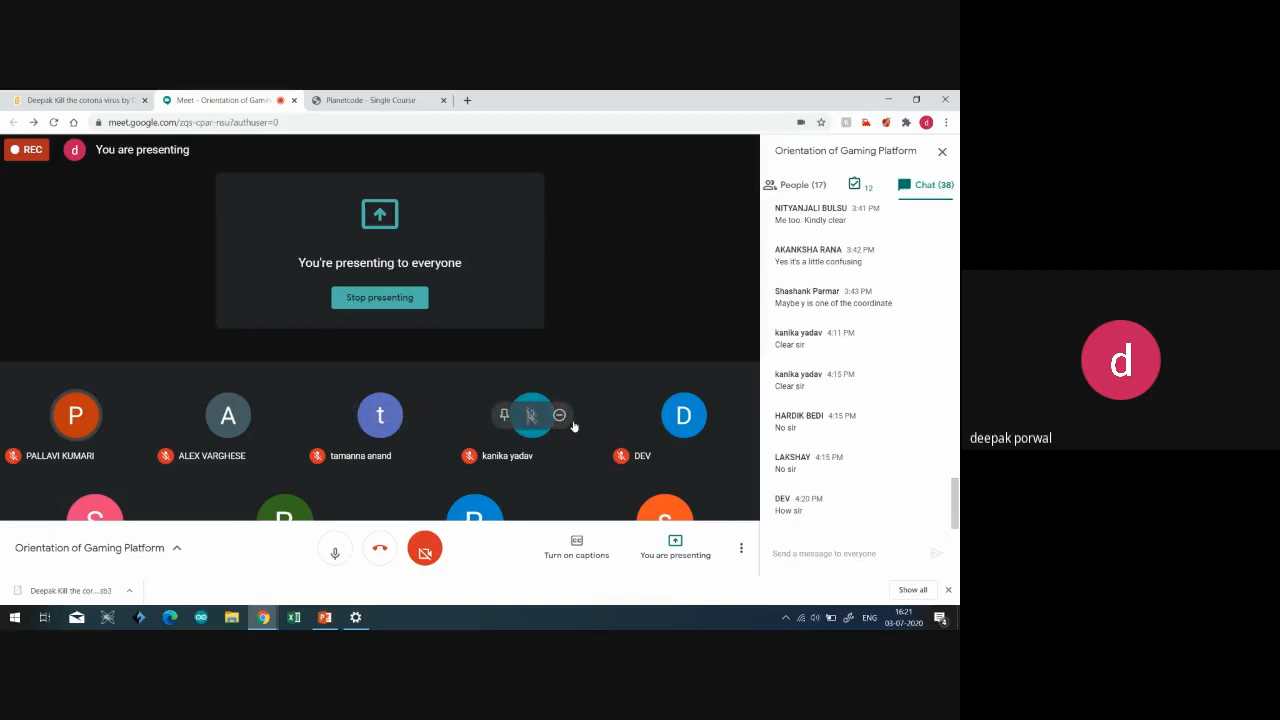 Deepak Kill the corona virus by D
Meet - Orientation of Gamin
Planetcode - Single Course
meet.google.com/zqs-cpar-nsu?authuser=0
d
REC
d
You are presenting
You're presenting to everyone
Stop presenting
P
A
t
D
PALLAVI KUMARI
ALEX VARGHESE
tamanna anand
kanika yadav
DEV
Orientation of Gaming Platform
People (17)
12
Chat (38)
NITYANJALI BULSU 3:41 PM
Me too. Kindly clear
AKANKSHA RANA 3:42 PM
Yes it's a little confusing
Shashank Parmar 3:43 PM
Maybe y is one of the coordinate
kanika yadav 4:11 PM
Clear sir
kanika yadav 4:15 PM
Clear sir
HARDIK BEDI 4:15 PM
No sir
LAKSHAY 4:15 PM
No sir
DEV 4:20 PM
How sir
Send a message to everyone
Orientation of Gaming Platform
Turn on captions
You are presenting
Deepak Kill the cor....sb3
Show all
ENG
16:21
03-07-2020
4
d
deepak porwal